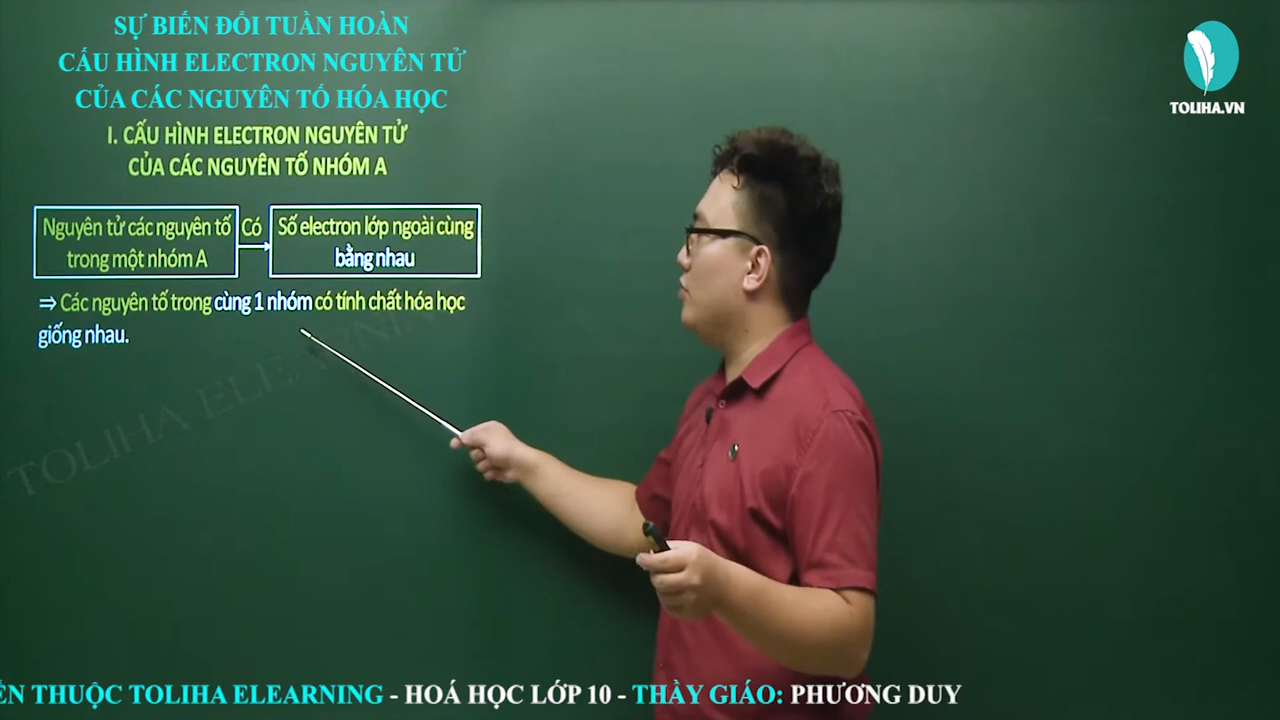 SỰ BIẾN ĐỔI TUẦN HOÀN
CẤU HÌNH ELECTRON NGUYÊN TỬ
CỦA CÁC NGUYÊN TỐ HÓA HỌC
I. CẤU HÌNH ELECTRON NGUYÊN TỬ
CỦA CÁC NGUYÊN TỐ NHÓM A
Nguyên tử các nguyên tố
trong một nhóm A
Có
Số electron lớp ngoài cùng
bằng nhau
⇒ Các nguyên tố trong cùng 1 nhóm có tính chất hóa học
giống nhau.
TOLIHA ELEARNING
TOLIHA.VN
THUỘC TOLIHA ELEARNING - HOÁ HỌC LỚP 10 - THẦY GIÁO: PHƯƠNG DUY